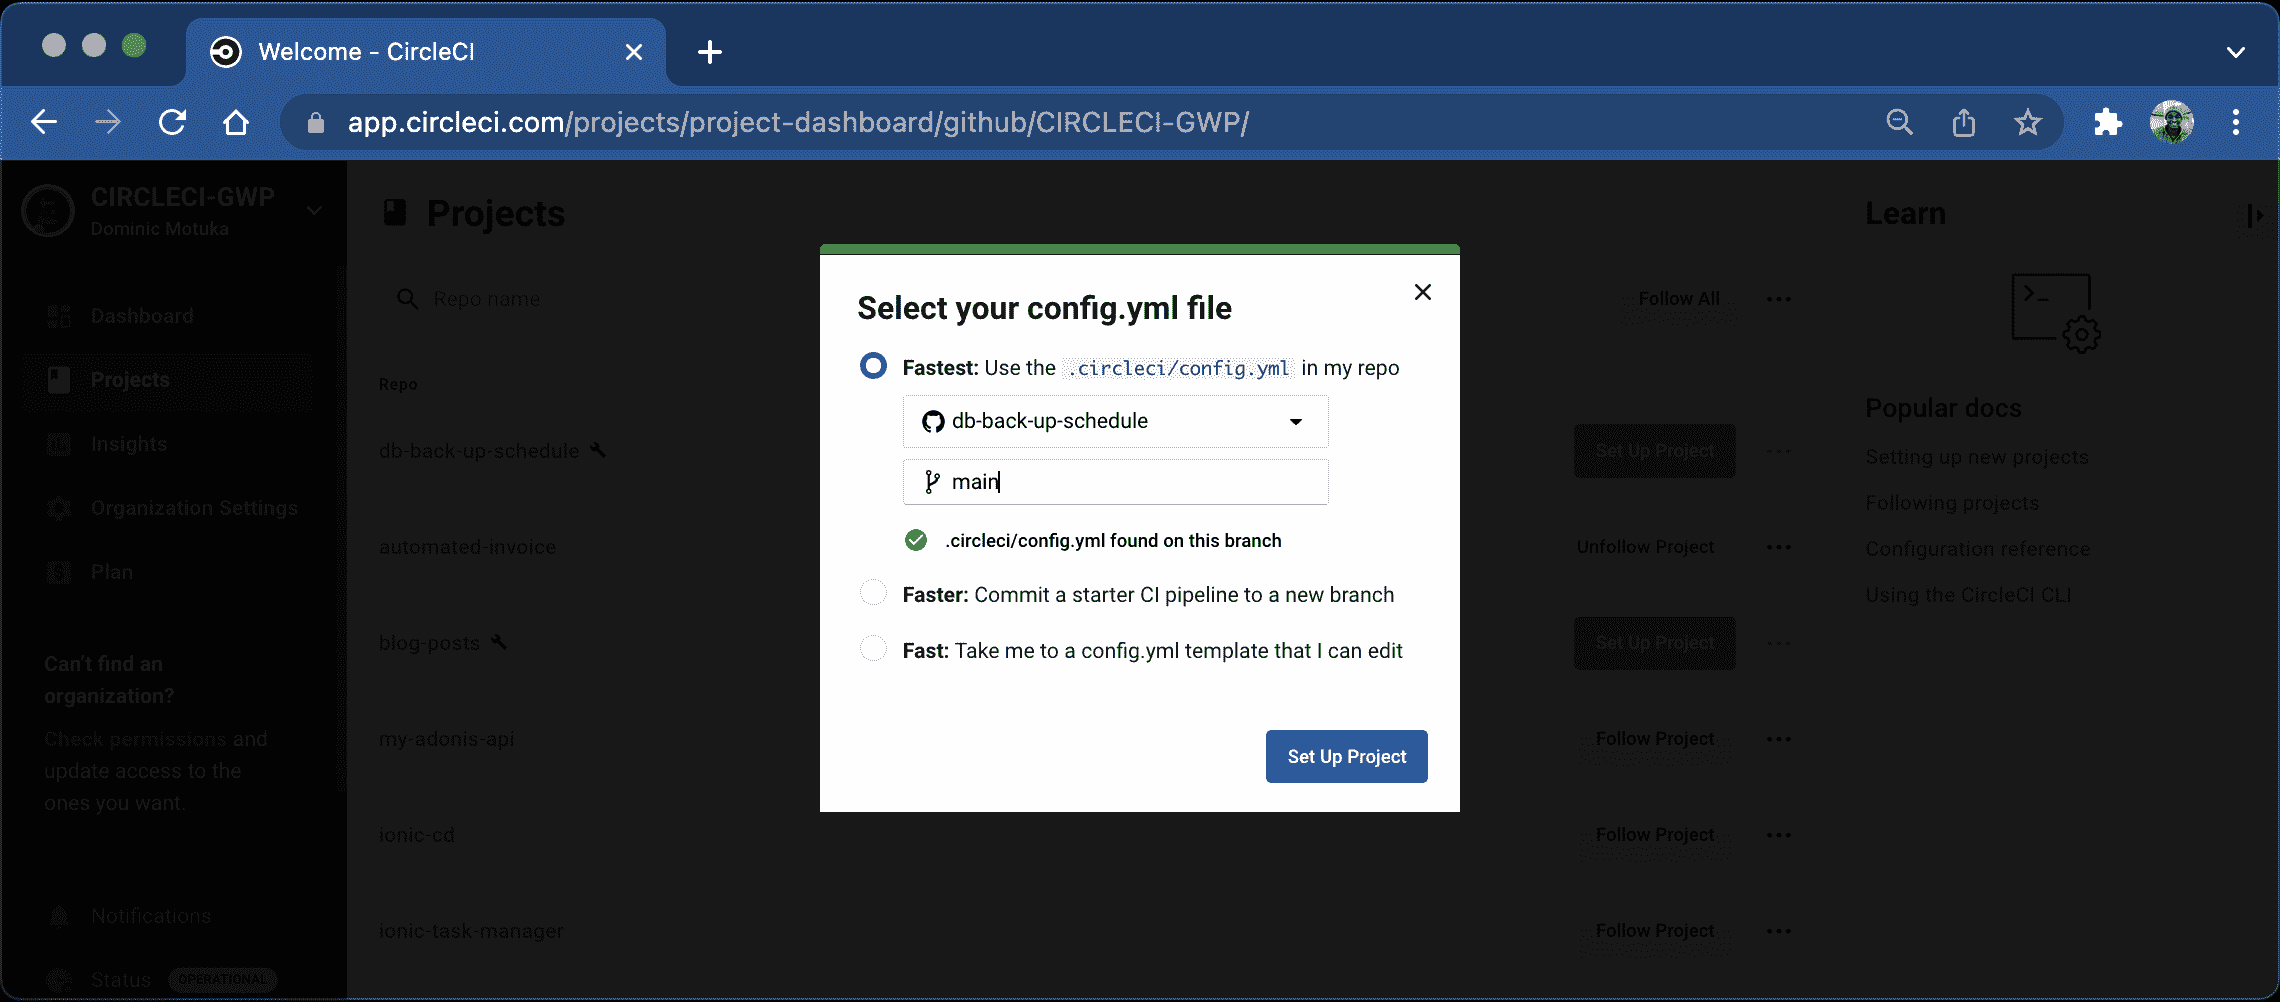 Welcome - CircleCI
app.circleci.com/projects/project-dashboard/github/CIRCLECI-GWP/
CIRCLECI-GWP
Dominic Motuka
Dashboard
Projects
Insights
Organization Settings
Plan
Can't find an
organization?
Check permissions and
update access to the
ones you want.
Notifications
Status OPERATIONAL
Projects
Repo name
Follow All
Repo
db-back-up-schedule
Set Up Project
automated-invoice
Unfollow Project
blog-posts
Set Up Project
my-adonis-api
Follow Project
ionic-cd
Follow Project
ionic-task-manager
Follow Project
Select your config.yml file
Fastest: Use the .circleci/config.yml in my repo
db-back-up-schedule
main
.circleci/config.yml found on this branch
Faster: Commit a starter CI pipeline to a new branch
Fast: Take me to a config.yml template that I can edit
Set Up Project
Learn
Popular docs
Setting up new projects
Following projects
Configuration reference
Using the CircleCI CLI